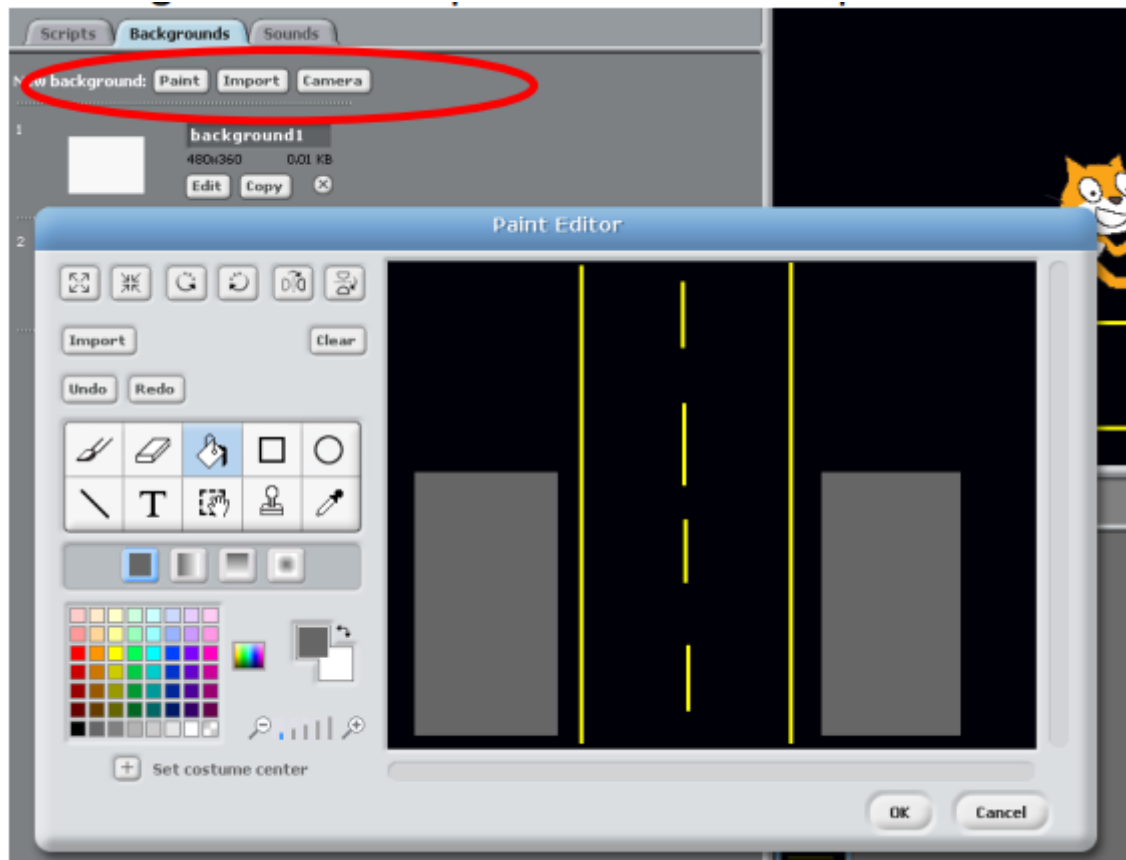 Scripts Backgrounds Sounds
New background: Paint Import Camera
1
background1
480x360 0.01 KB
Edit Copy
2
Paint Editor
Import Clear
Undo Redo
T
Set costume center
OK Cancel